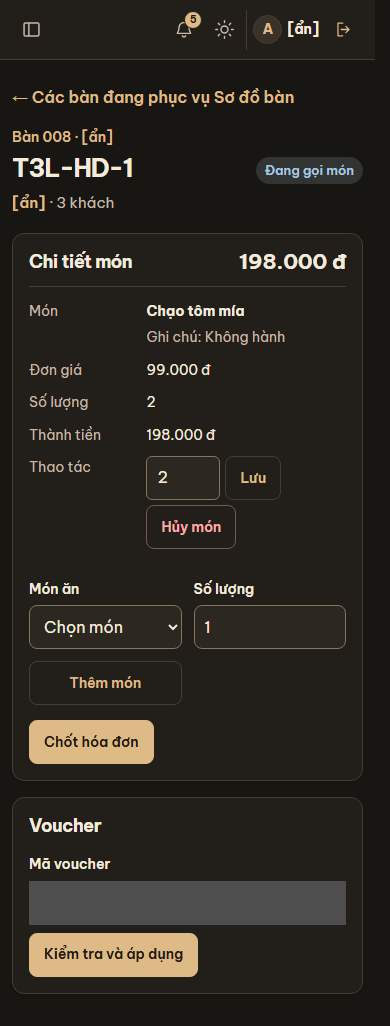 5
A [ẩn]
← Các bàn đang phục vụ Sơ đồ bàn
Bàn 008 · [ẩn]
T3L-HD-1
Đang gọi món
[ẩn] · 3 khách
Chi tiết món 198.000 đ
Món Chạo tôm mía
Ghi chú: Không hành
Đơn giá 99.000 đ
Số lượng 2
Thành tiền 198.000 đ
Thao tác 2 Lưu
Hủy món
Món ăn Số lượng
Chọn món 1
Thêm món
Chốt hóa đơn
Voucher
Mã voucher
Kiểm tra và áp dụng